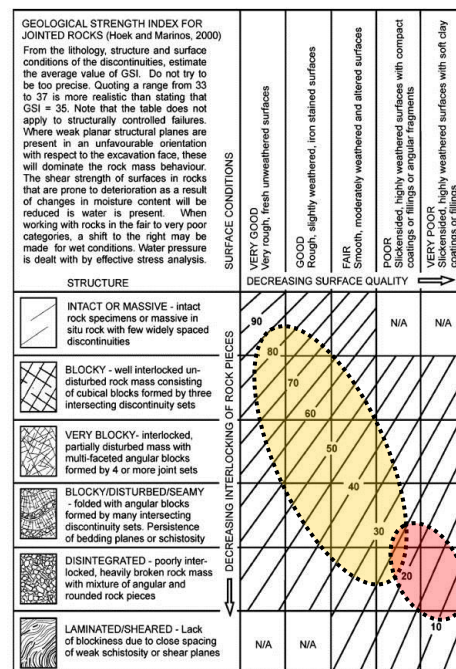 GEOLOGICAL STRENGTH INDEX FOR
JOINTED ROCKS (Hoek and Marinos, 2000)
From the lithology, structure and surface
conditions of the discontinuities, estimate
the average value of GSI. Do not try to
be too precise. Quoting a range from 33
to 37 is more realistic than stating that
GSI = 35. Note that the table does not
apply to structurally controlled failures.
Where weak planar structural planes are
present in an unfavourable orientation
with respect to the excavation face, these
will dominate the rock mass behaviour.
The shear strength of surfaces in rocks
that are prone to deterioration as a result
of changes in moisture content will be
reduced is water is present. When
working with rocks in the fair to very poor
categories, a shift to the right may be
made for wet conditions. Water pressure
is dealt with by effective stress analysis.
STRUCTURE
SURFACE CONDITIONS
VERY GOOD
Very rough, fresh unweathered surfaces
GOOD
Rough, slightly weathered, iron stained surfaces
FAIR
Smooth, moderately weathered and altered surfaces
POOR
Slickensided, highly weathered surfaces with compact
coatings or fillings or angular fragments
VERY POOR
Slickensided, highly weathered surfaces with soft clay
coatings or fillings
DECREASING SURFACE QUALITY
INTACT OR MASSIVE - intact
rock specimens or massive in
situ rock with few widely spaced
discontinuities
BLOCKY - well interlocked un-
disturbed rock mass consisting
of cubical blocks formed by three
intersecting discontinuity sets
VERY BLOCKY- interlocked,
partially disturbed mass with
multi-faceted angular blocks
formed by 4 or more joint sets
BLOCKY/DISTURBED/SEAMY
- folded with angular blocks
formed by many intersecting
discontinuity sets. Persistence
of bedding planes or schistosity
DISINTEGRATED - poorly inter-
locked, heavily broken rock mass
with mixture of angular and
rounded rock pieces
LAMINATED/SHEARED - Lack
of blockiness due to close spacing
of weak schistosity or shear planes
DECREASING INTERLOCKING OF ROCK PIECES
90
N/A
N/A
80
70
60
50
40
30
20
10
N/A
N/A